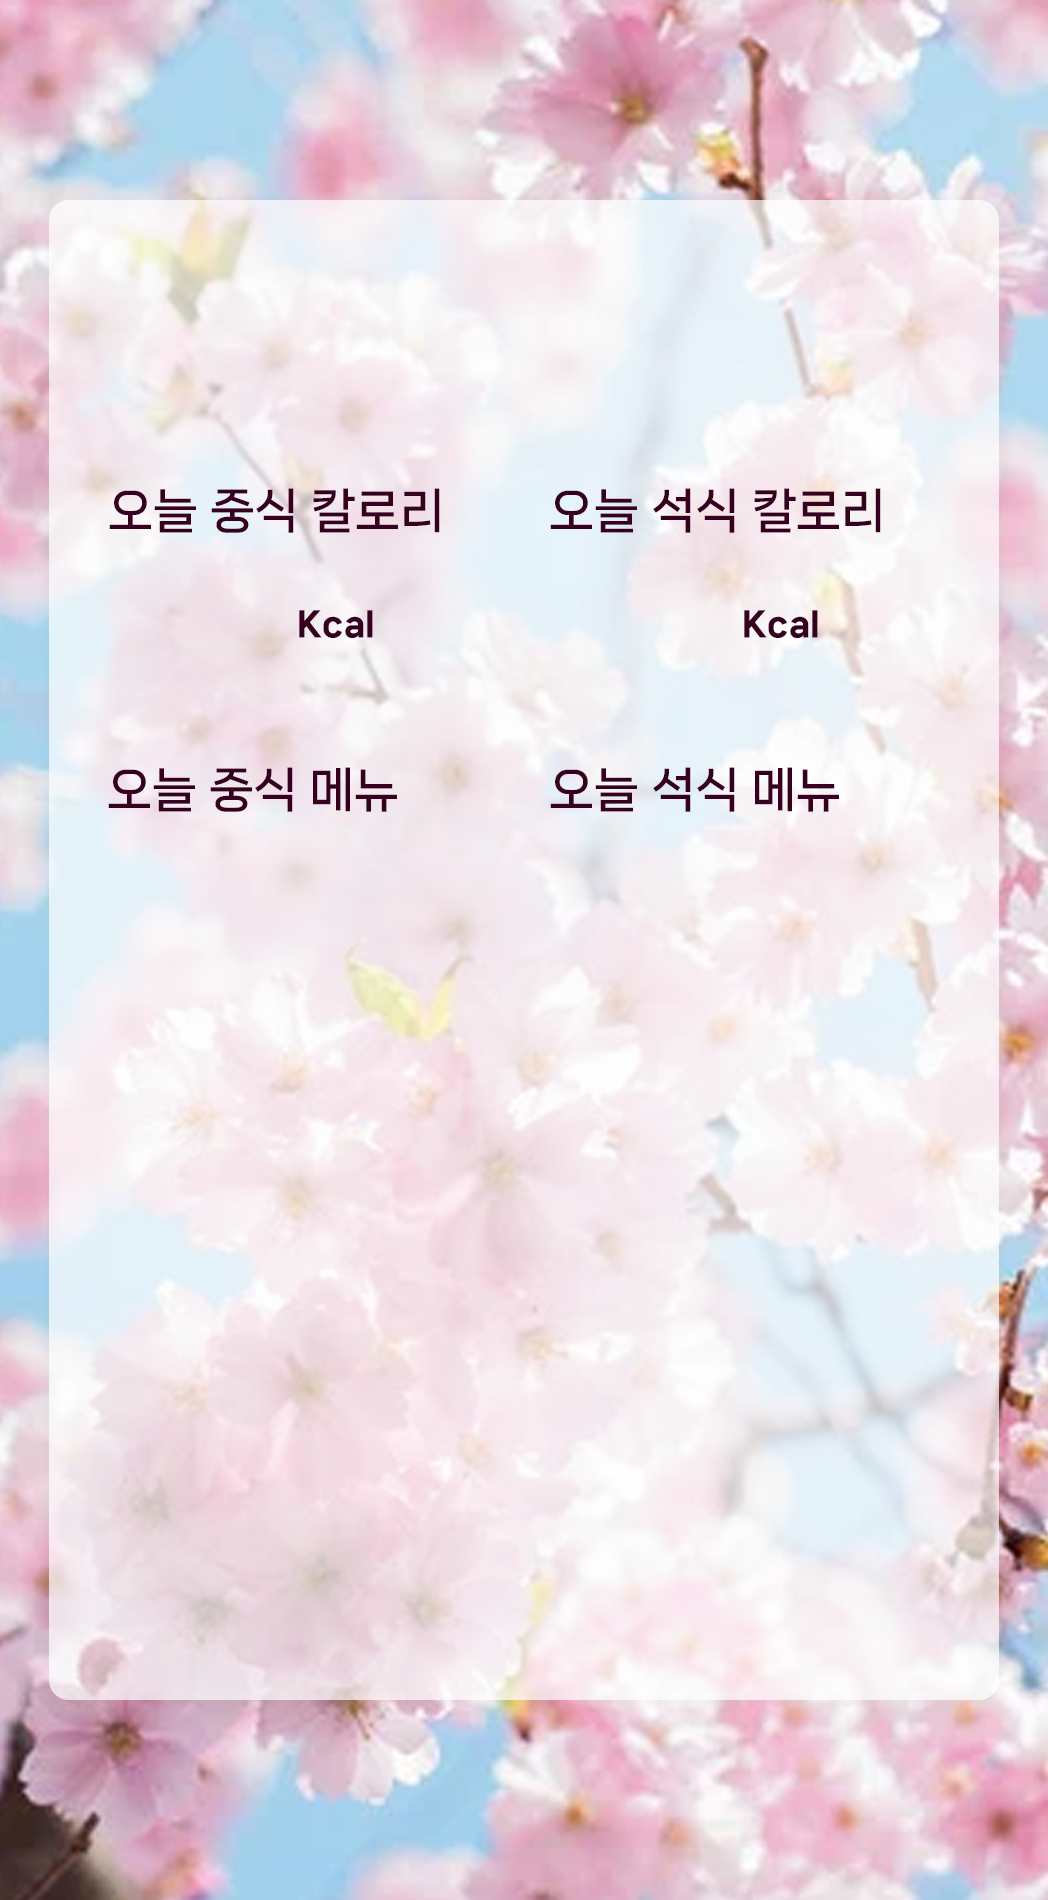 오늘 중식 칼로리
오늘 석식 칼로리
Kcal
Kcal
오늘 중식 메뉴
오늘 석식 메뉴